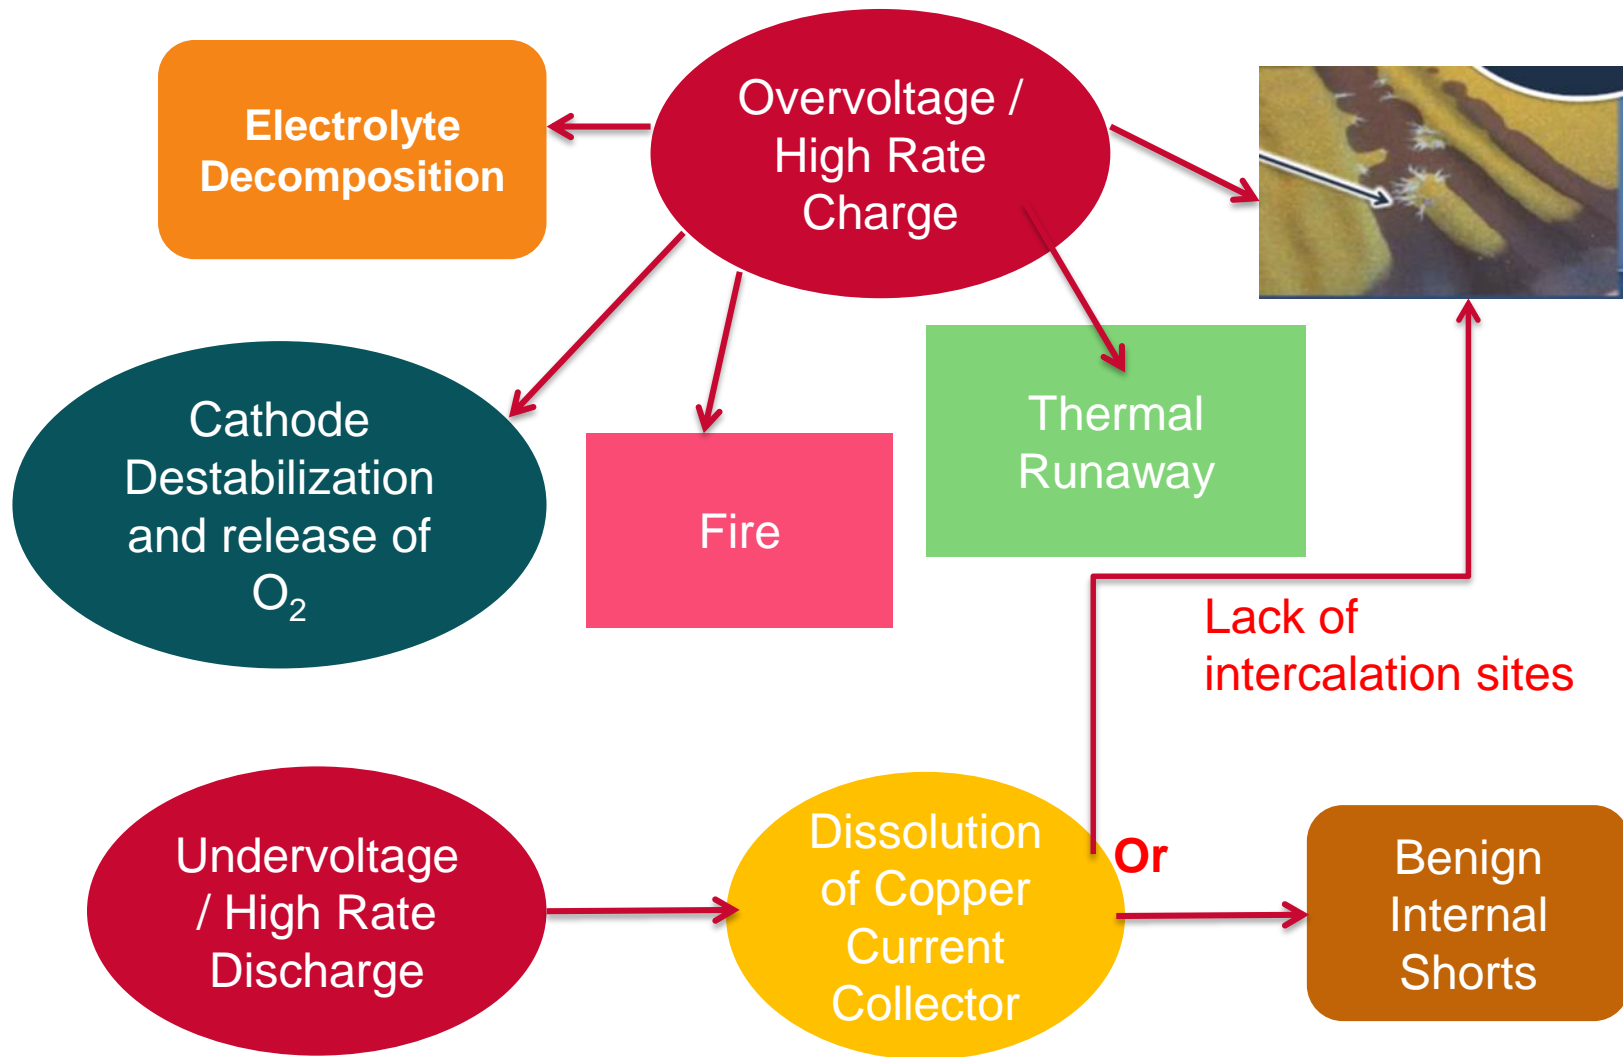 Overvoltage /
High Rate
Charge
Electrolyte
Decomposition
Cathode
Destabilization
and release of
O₂
Fire
Thermal
Runaway
Lack of
intercalation sites
Undervoltage
/ High Rate
Discharge
Dissolution
of Copper
Current
Collector
Or
Benign
Internal
Shorts